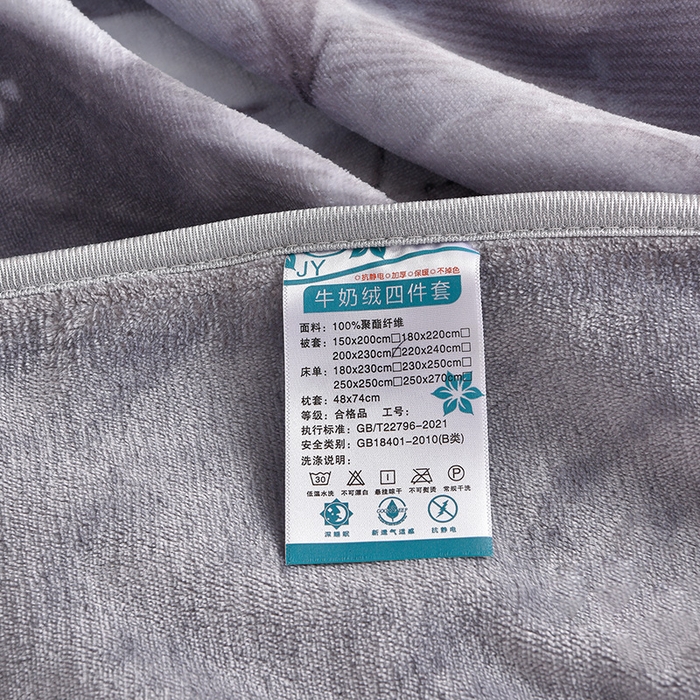 JY
○抗静电○加厚○保暖○不掉色
牛奶绒四件套
面料：100%聚酯纤维
被套：150x200cm□180x220cm□
200x230cm☑220x240cm□
床单：180x230cm□230x250cm□
250x250cm□250x270cm
枕套：48x74cm
等级：合格品 工号：
执行标准：GB/T22796-2021
安全类别：GB18401-2010(B类)
洗涤说明：
30 P
低温水洗 不可漂白 悬挂晾干 不可熨烫 常规干洗
深睡眠 新透气适感 抗静电